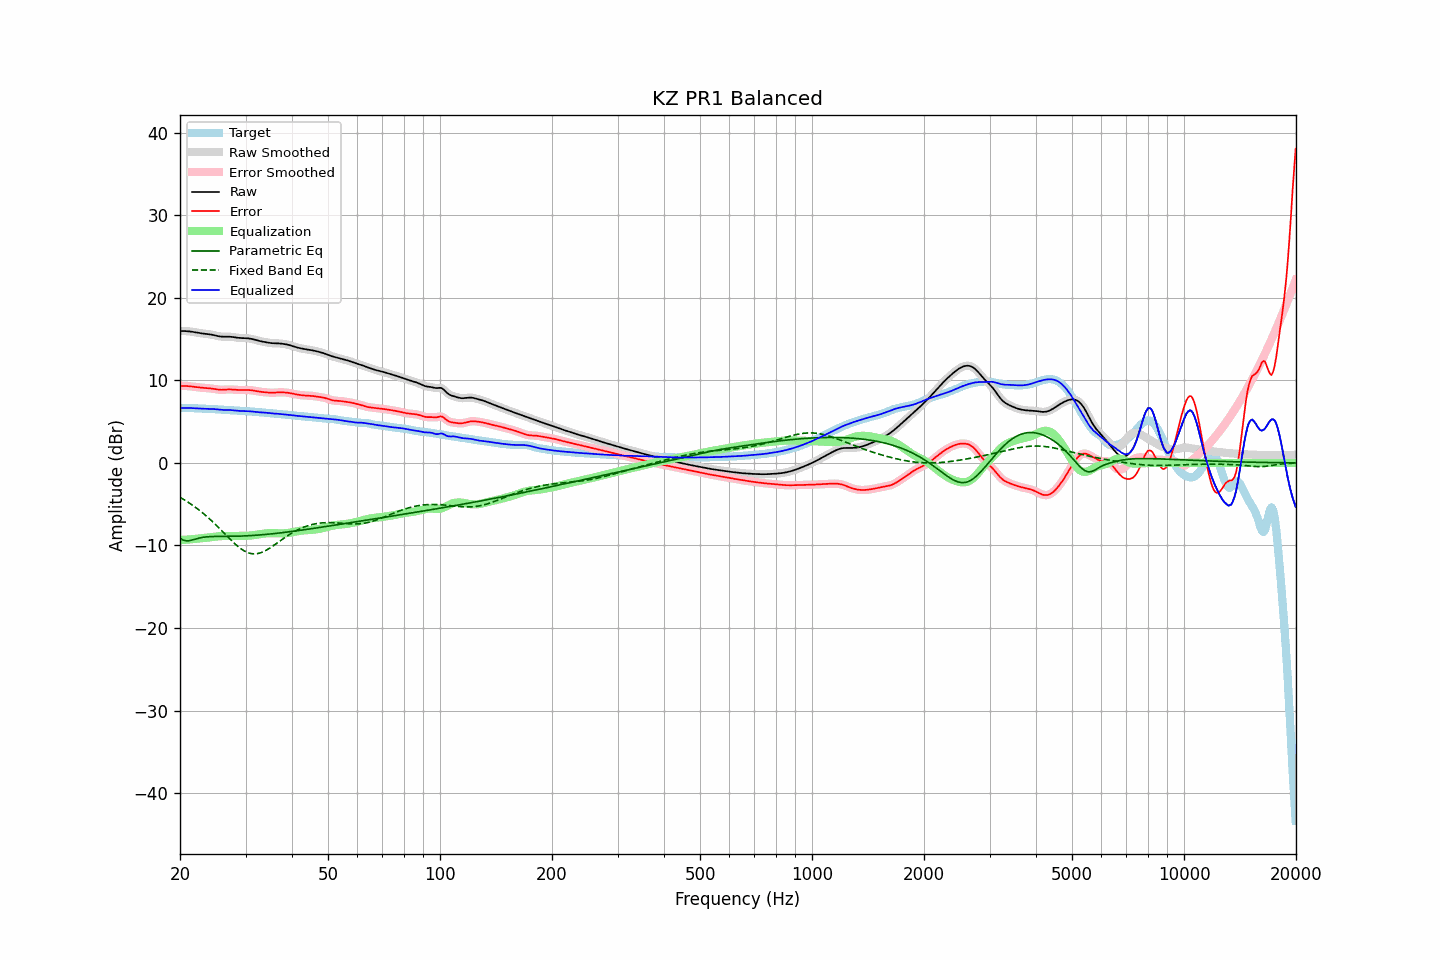 KZ PR1 Balanced
Amplitude (dBr)
40
30
20
10
0
−10
−20
−30
−40
Target
Raw Smoothed
Error Smoothed
Raw
Error
Equalization
Parametric Eq
Fixed Band Eq
Equalized
20 50 100 200 500 1000 2000 5000 10000 20000
Frequency (Hz)